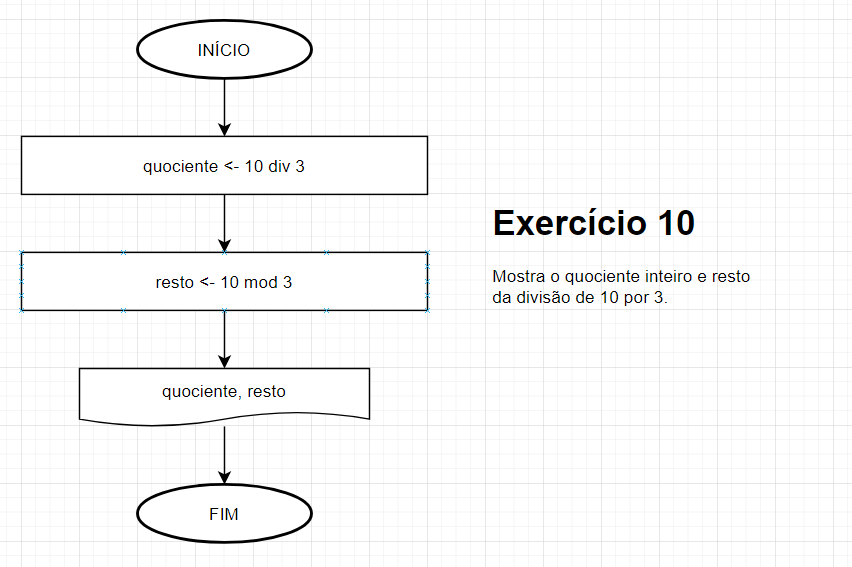 INÍCIO
quociente <- 10 div 3
resto <- 10 mod 3
quociente, resto
FIM
Exercício 10
Mostra o quociente inteiro e resto
da divisão de 10 por 3.